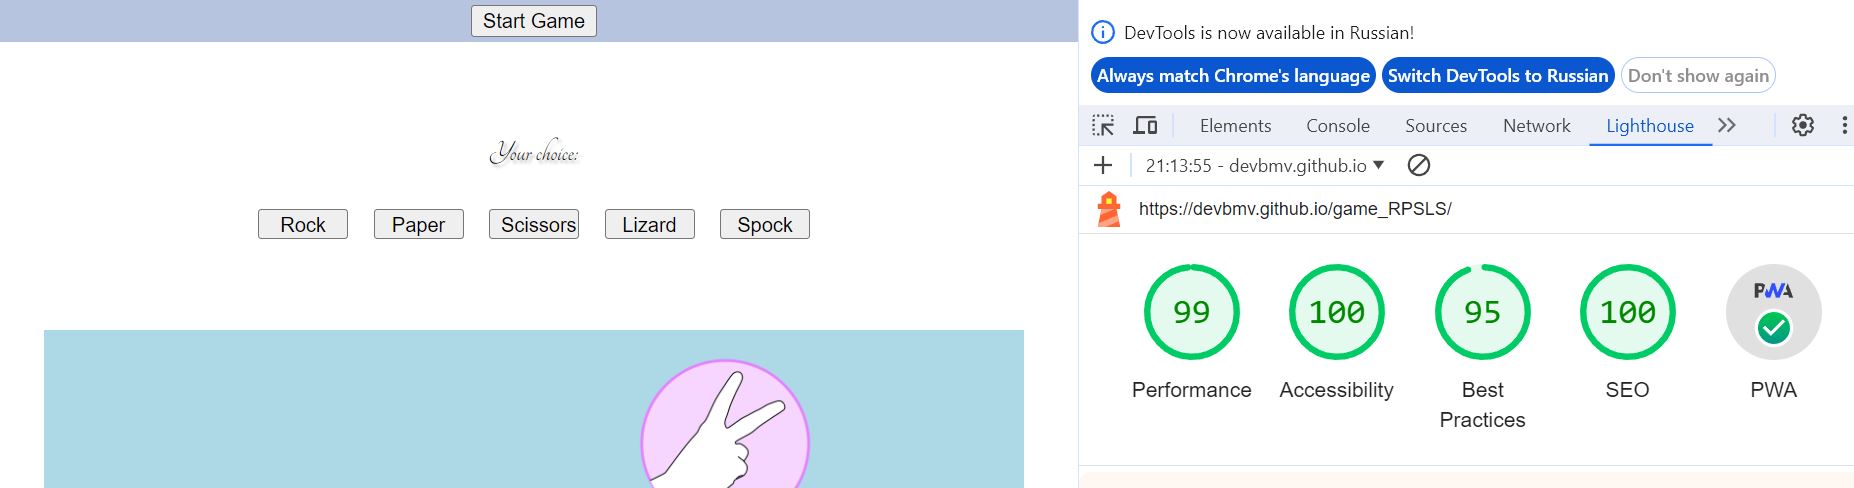 Start Game
Your choice:
Rock Paper Scissors Lizard Spock
DevTools is now available in Russian!
Always match Chrome's language Switch DevTools to Russian Don't show again
Elements Console Sources Network Lighthouse
21:13:55 - devbmv.github.io
https://devbmv.github.io/game_RPSLS/
99 100 95 100 PWA
Performance Accessibility Best Practices SEO PWA